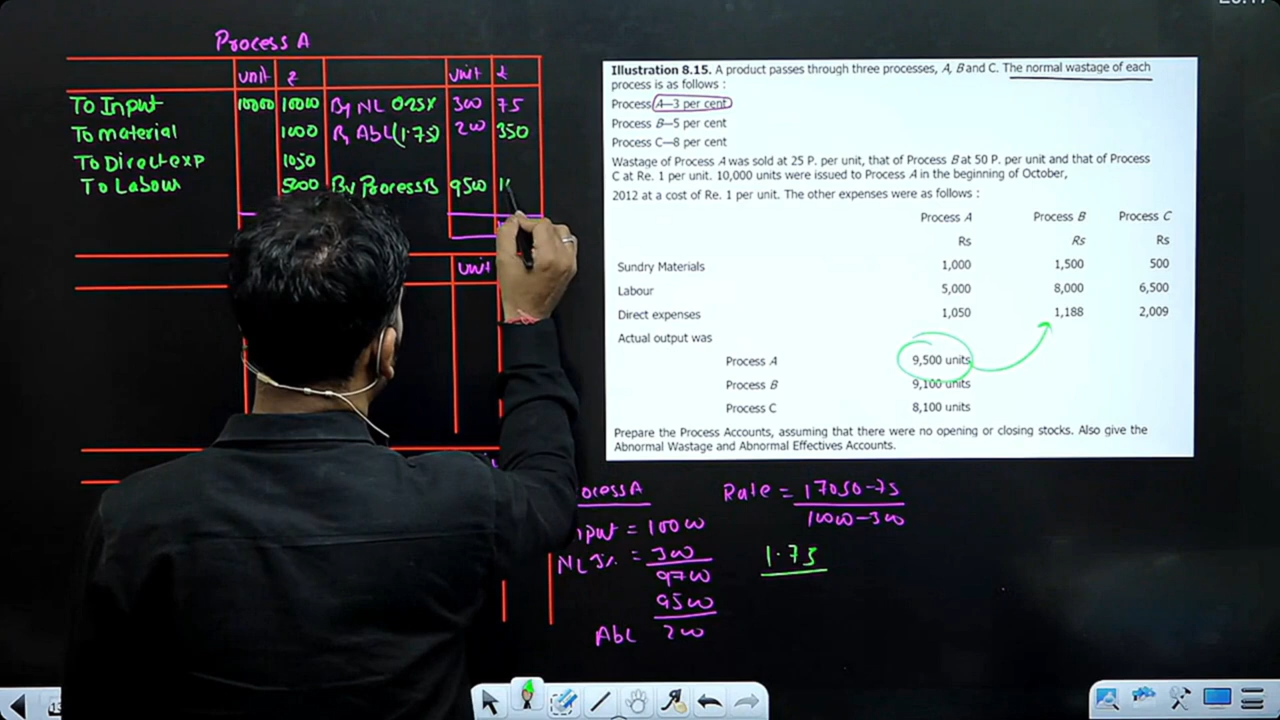 Process A
unit ₹ unit ₹
To Input 10000 10000 By NL 0.25X 300 75
To material 1000 By AbL (1.75) 200 350
To Direct exp 1050
To Labour 5000 By Process B 9500
unit
Illustration 8.15. A product passes through three processes, A, B and C. The normal wastage of each
process is as follows :
Process A—3 per cent
Process B—5 per cent
Process C—8 per cent
Wastage of Process A was sold at 25 P. per unit, that of Process B at 50 P. per unit and that of Process
C at Re. 1 per unit. 10,000 units were issued to Process A in the beginning of October,
2012 at a cost of Re. 1 per unit. The other expenses were as follows :
Process A Process B Process C
Rs Rs Rs
Sundry Materials 1,000 1,500 500
Labour 5,000 8,000 6,500
Direct expenses 1,050 1,188 2,009
Actual output was
Process A 9,500 units
Process B 9,100 units
Process C 8,100 units
Prepare the Process Accounts, assuming that there were no opening or closing stocks. Also give the
Abnormal Wastage and Abnormal Effectives Accounts.
Rate = 17050-75
10000-300
1.75
= 10000
NL 3% = 300
9700
9500
AbL 200